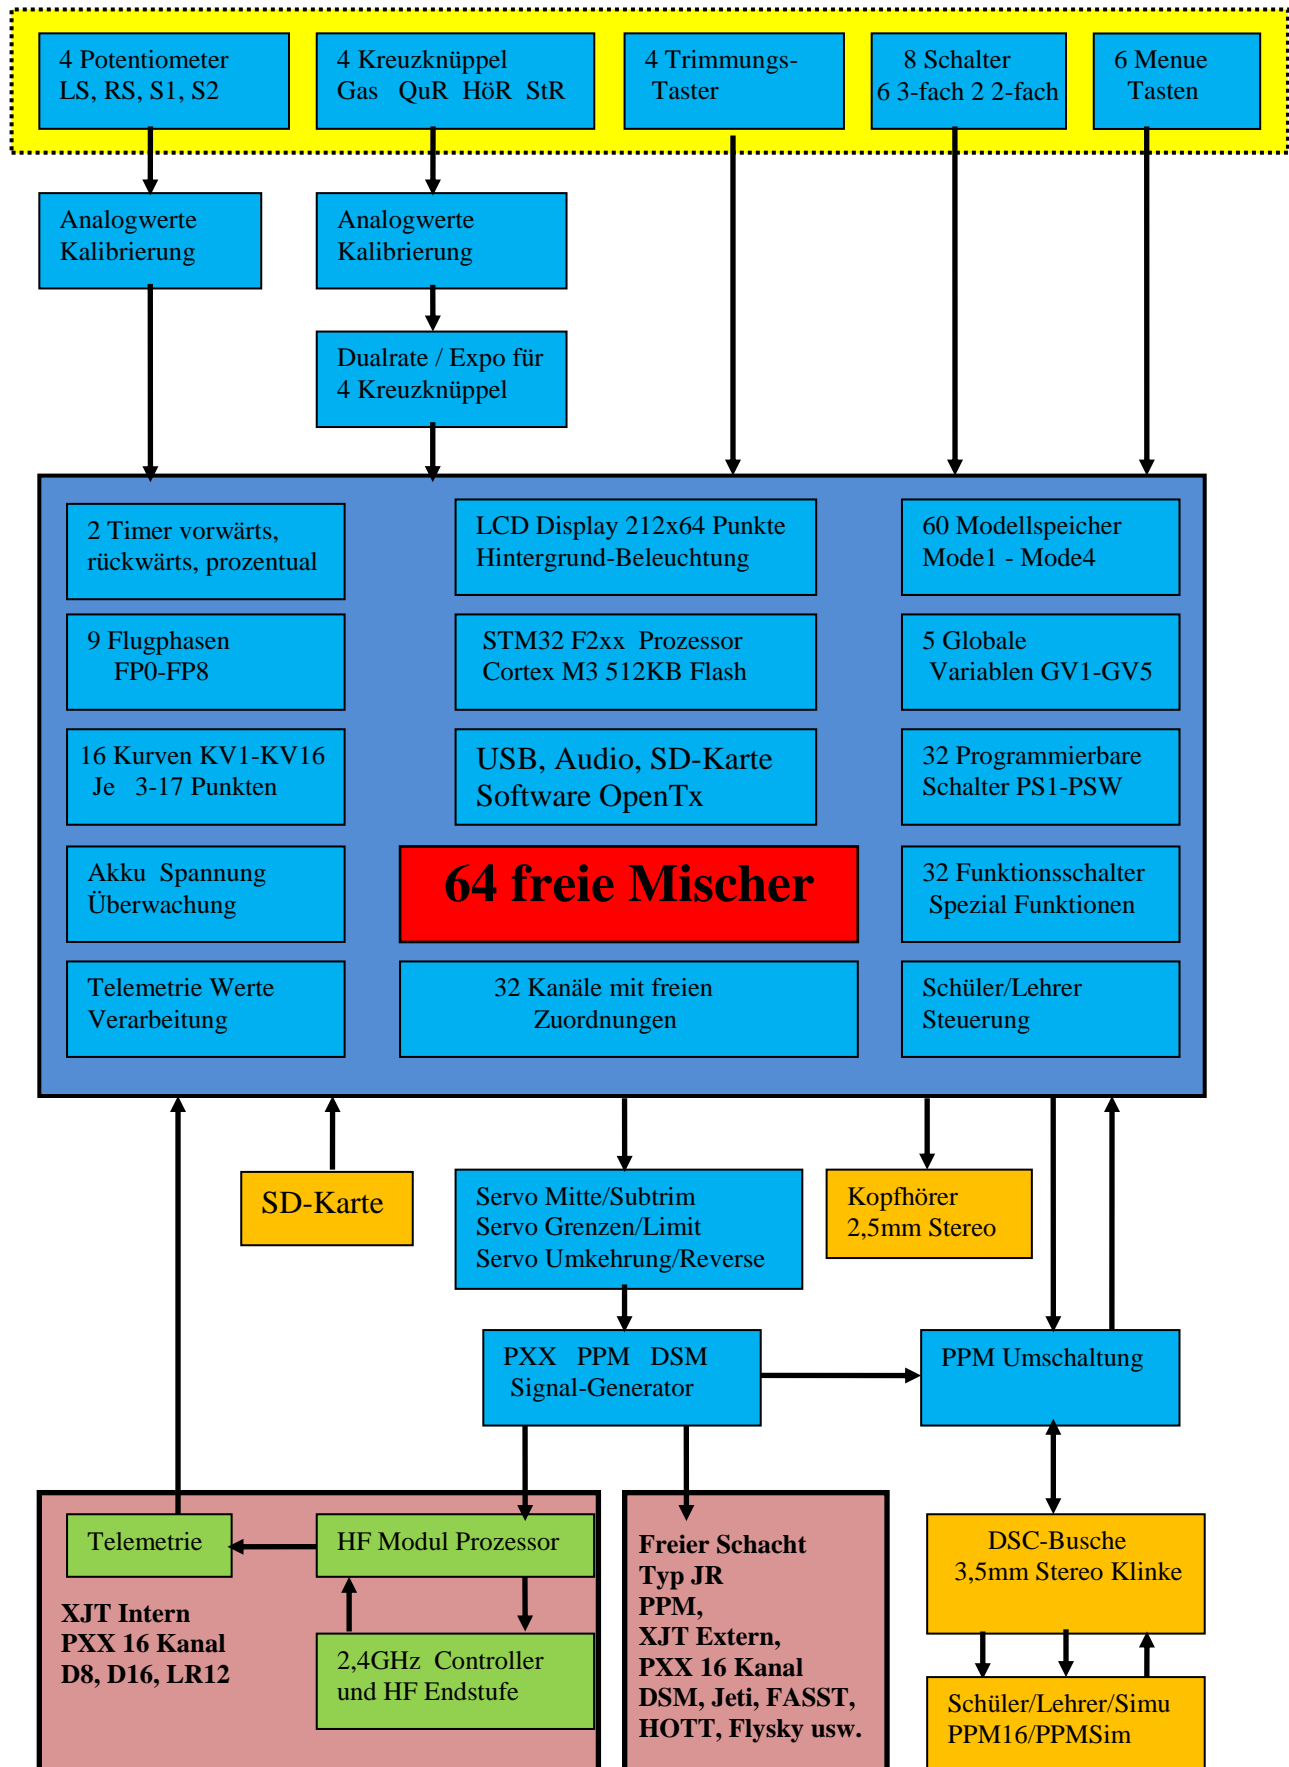 4 Potentiometer
LS, RS, S1, S2
4 Kreuzknüppel
Gas QuR HöR StR
4 Trimmungs-
Taster
8 Schalter
6 3-fach 2 2-fach
6 Menue
Tasten
Analogwerte
Kalibrierung
Analogwerte
Kalibrierung
Dualrate / Expo für
4 Kreuzknüppel
2 Timer vorwärts,
rückwärts, prozentual
LCD Display 212x64 Punkte
Hintergrund-Beleuchtung
60 Modellspeicher
Mode1 - Mode4
9 Flugphasen
FP0-FP8
STM32 F2xx Prozessor
Cortex M3 512KB Flash
5 Globale
Variablen GV1-GV5
16 Kurven KV1-KV16
Je 3-17 Punkten
USB, Audio, SD-Karte
Software OpenTx
32 Programmierbare
Schalter PS1-PSW
Akku Spannung
Überwachung
64 freie Mischer
32 Funktionsschalter
Spezial Funktionen
Telemetrie Werte
Verarbeitung
32 Kanäle mit freien
Zuordnungen
Schüler/Lehrer
Steuerung
SD-Karte
Servo Mitte/Subtrim
Servo Grenzen/Limit
Servo Umkehrung/Reverse
Kopfhörer
2,5mm Stereo
PXX PPM DSM
Signal-Generator
PPM Umschaltung
Telemetrie
HF Modul Prozessor
XJT Intern
PXX 16 Kanal
D8, D16, LR12
2,4GHz Controller
und HF Endstufe
Freier Schacht
Typ JR
PPM,
XJT Extern,
PXX 16 Kanal
DSM, Jeti, FASST,
HOTT, Flysky usw.
DSC-Busche
3,5mm Stereo Klinke
Schüler/Lehrer/Simu
PPM16/PPMSim